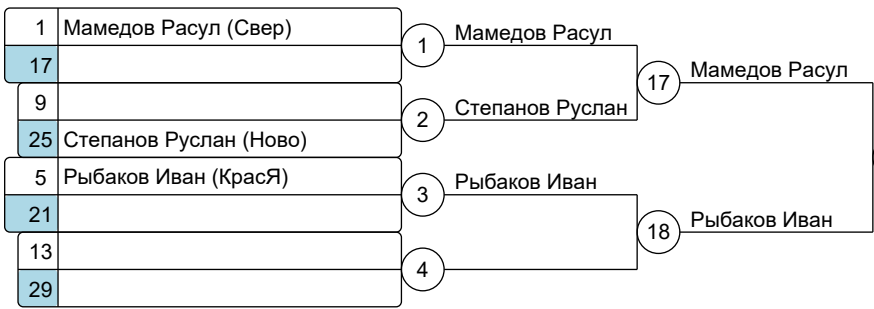 1 Мамедов Расул (Свер)
17
9
25 Степанов Руслан (Ново)
5 Рыбаков Иван (КрасЯ)
21
13
29
1 Мамедов Расул
2 Степанов Руслан
3 Рыбаков Иван
4
17 Мамедов Расул
18 Рыбаков Иван